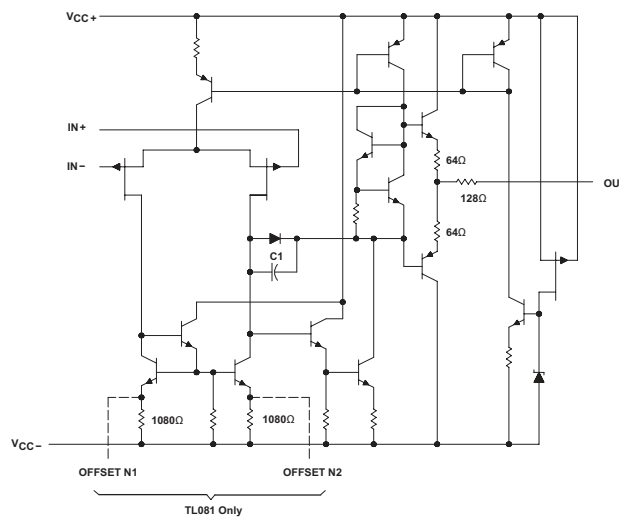 VCC+
IN+
IN−
64Ω
128Ω
OU
64Ω
C1
1080Ω
1080Ω
VCC−
OFFSET N1
OFFSET N2
TL081 Only